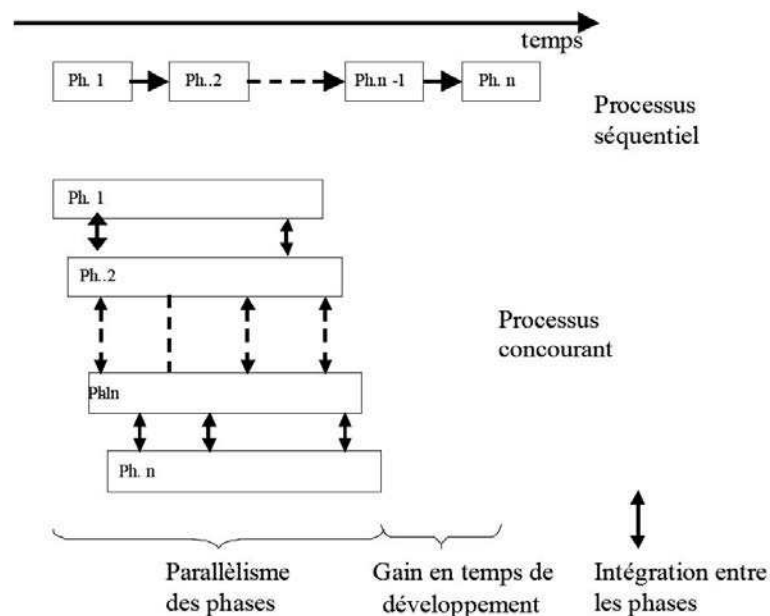 temps
Ph. 1
Ph..2
Ph.n -1
Ph. n
Processus
séquentiel
Ph. 1
Ph..2
Processus
concourant
Ph. n
Parallèlisme
des phases
Gain en temps de
développement
Intégration entre
les phases